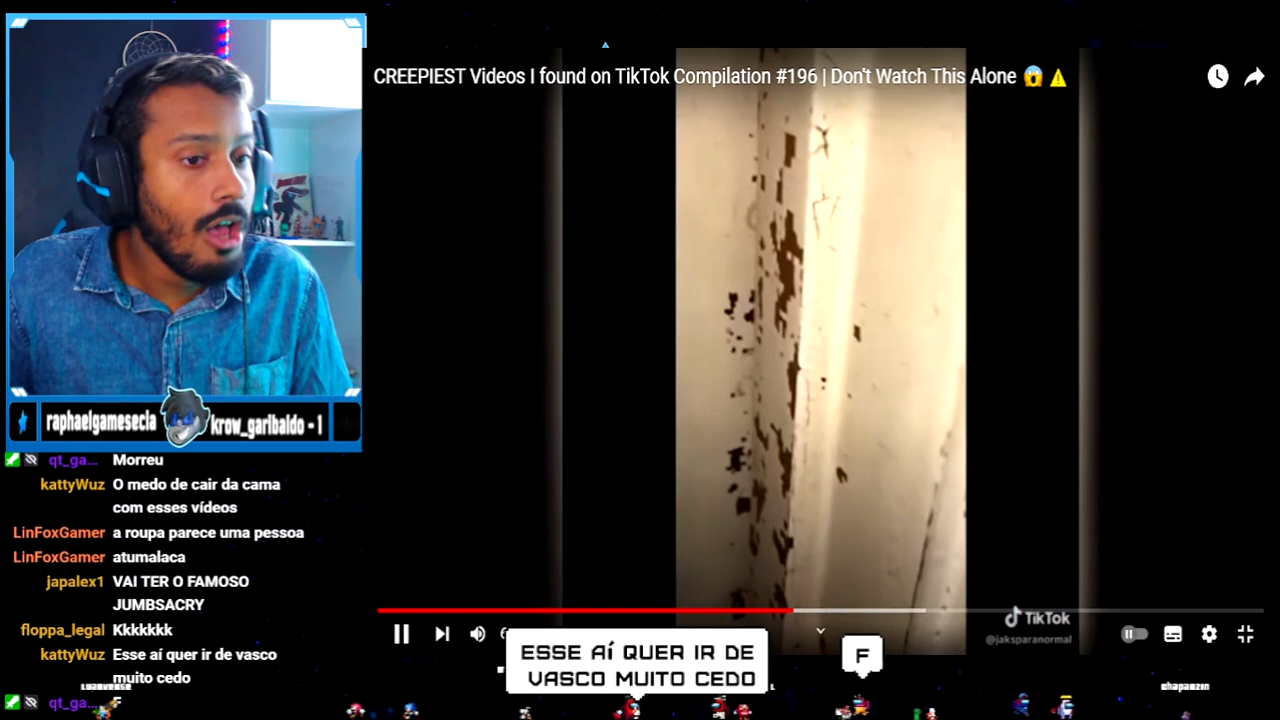 CREEPIEST Videos I found on TikTok Compilation #196 | Don't Watch This Alone 😱⚠️
raphaelgamesecia
krow_garibaldo - 1
qt_ga... Morreu
kattyWuz O medo de cair da cama
com esses vídeos
LinFoxGamer a roupa parece uma pessoa
LinFoxGamer atumalaca
japalex1 VAI TER O FAMOSO
JUMBSACRY
floppa_legal Kkkkkkk
kattyWuz Esse aí quer ir de vasco
muito cedo
qt_ga... F
TikTok
@jaksparanormal
ESSE AÍ QUER IR DE
VASCO MUITO CEDO
F